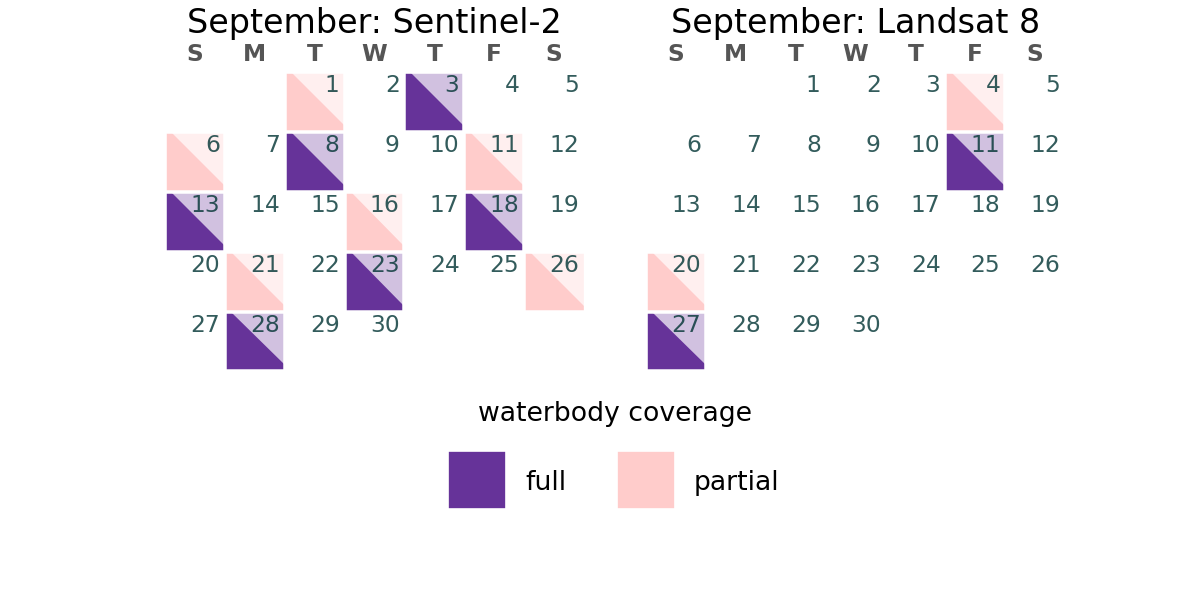 September: Sentinel-2
S M T W T F S
1 2 3 4 5
6 7 8 9 10 11 12
13 14 15 16 17 18 19
20 21 22 23 24 25 26
27 28 29 30
September: Landsat 8
S M T W T F S
1 2 3 4 5
6 7 8 9 10 11 12
13 14 15 16 17 18 19
20 21 22 23 24 25 26
27 28 29 30
waterbody coverage
full partial